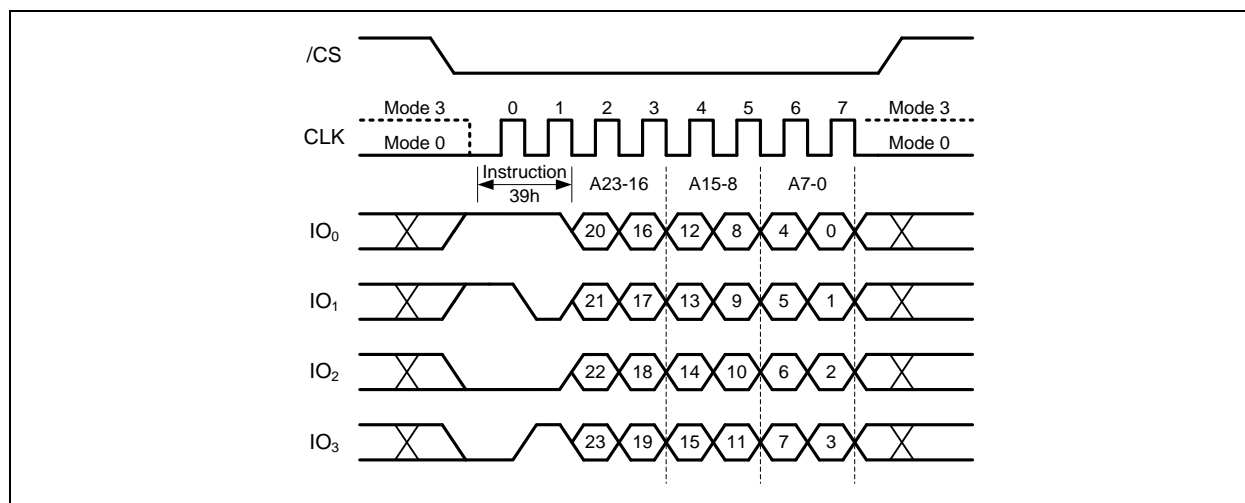 /CS
Mode 3 0 1 2 3 4 5 6 7 Mode 3
CLK
Mode 0 Mode 0
Instruction A23-16 A15-8 A7-0
39h
IO₀ 20 16 12 8 4 0
IO₁ 21 17 13 9 5 1
IO₂ 22 18 14 10 6 2
IO₃ 23 19 15 11 7 3